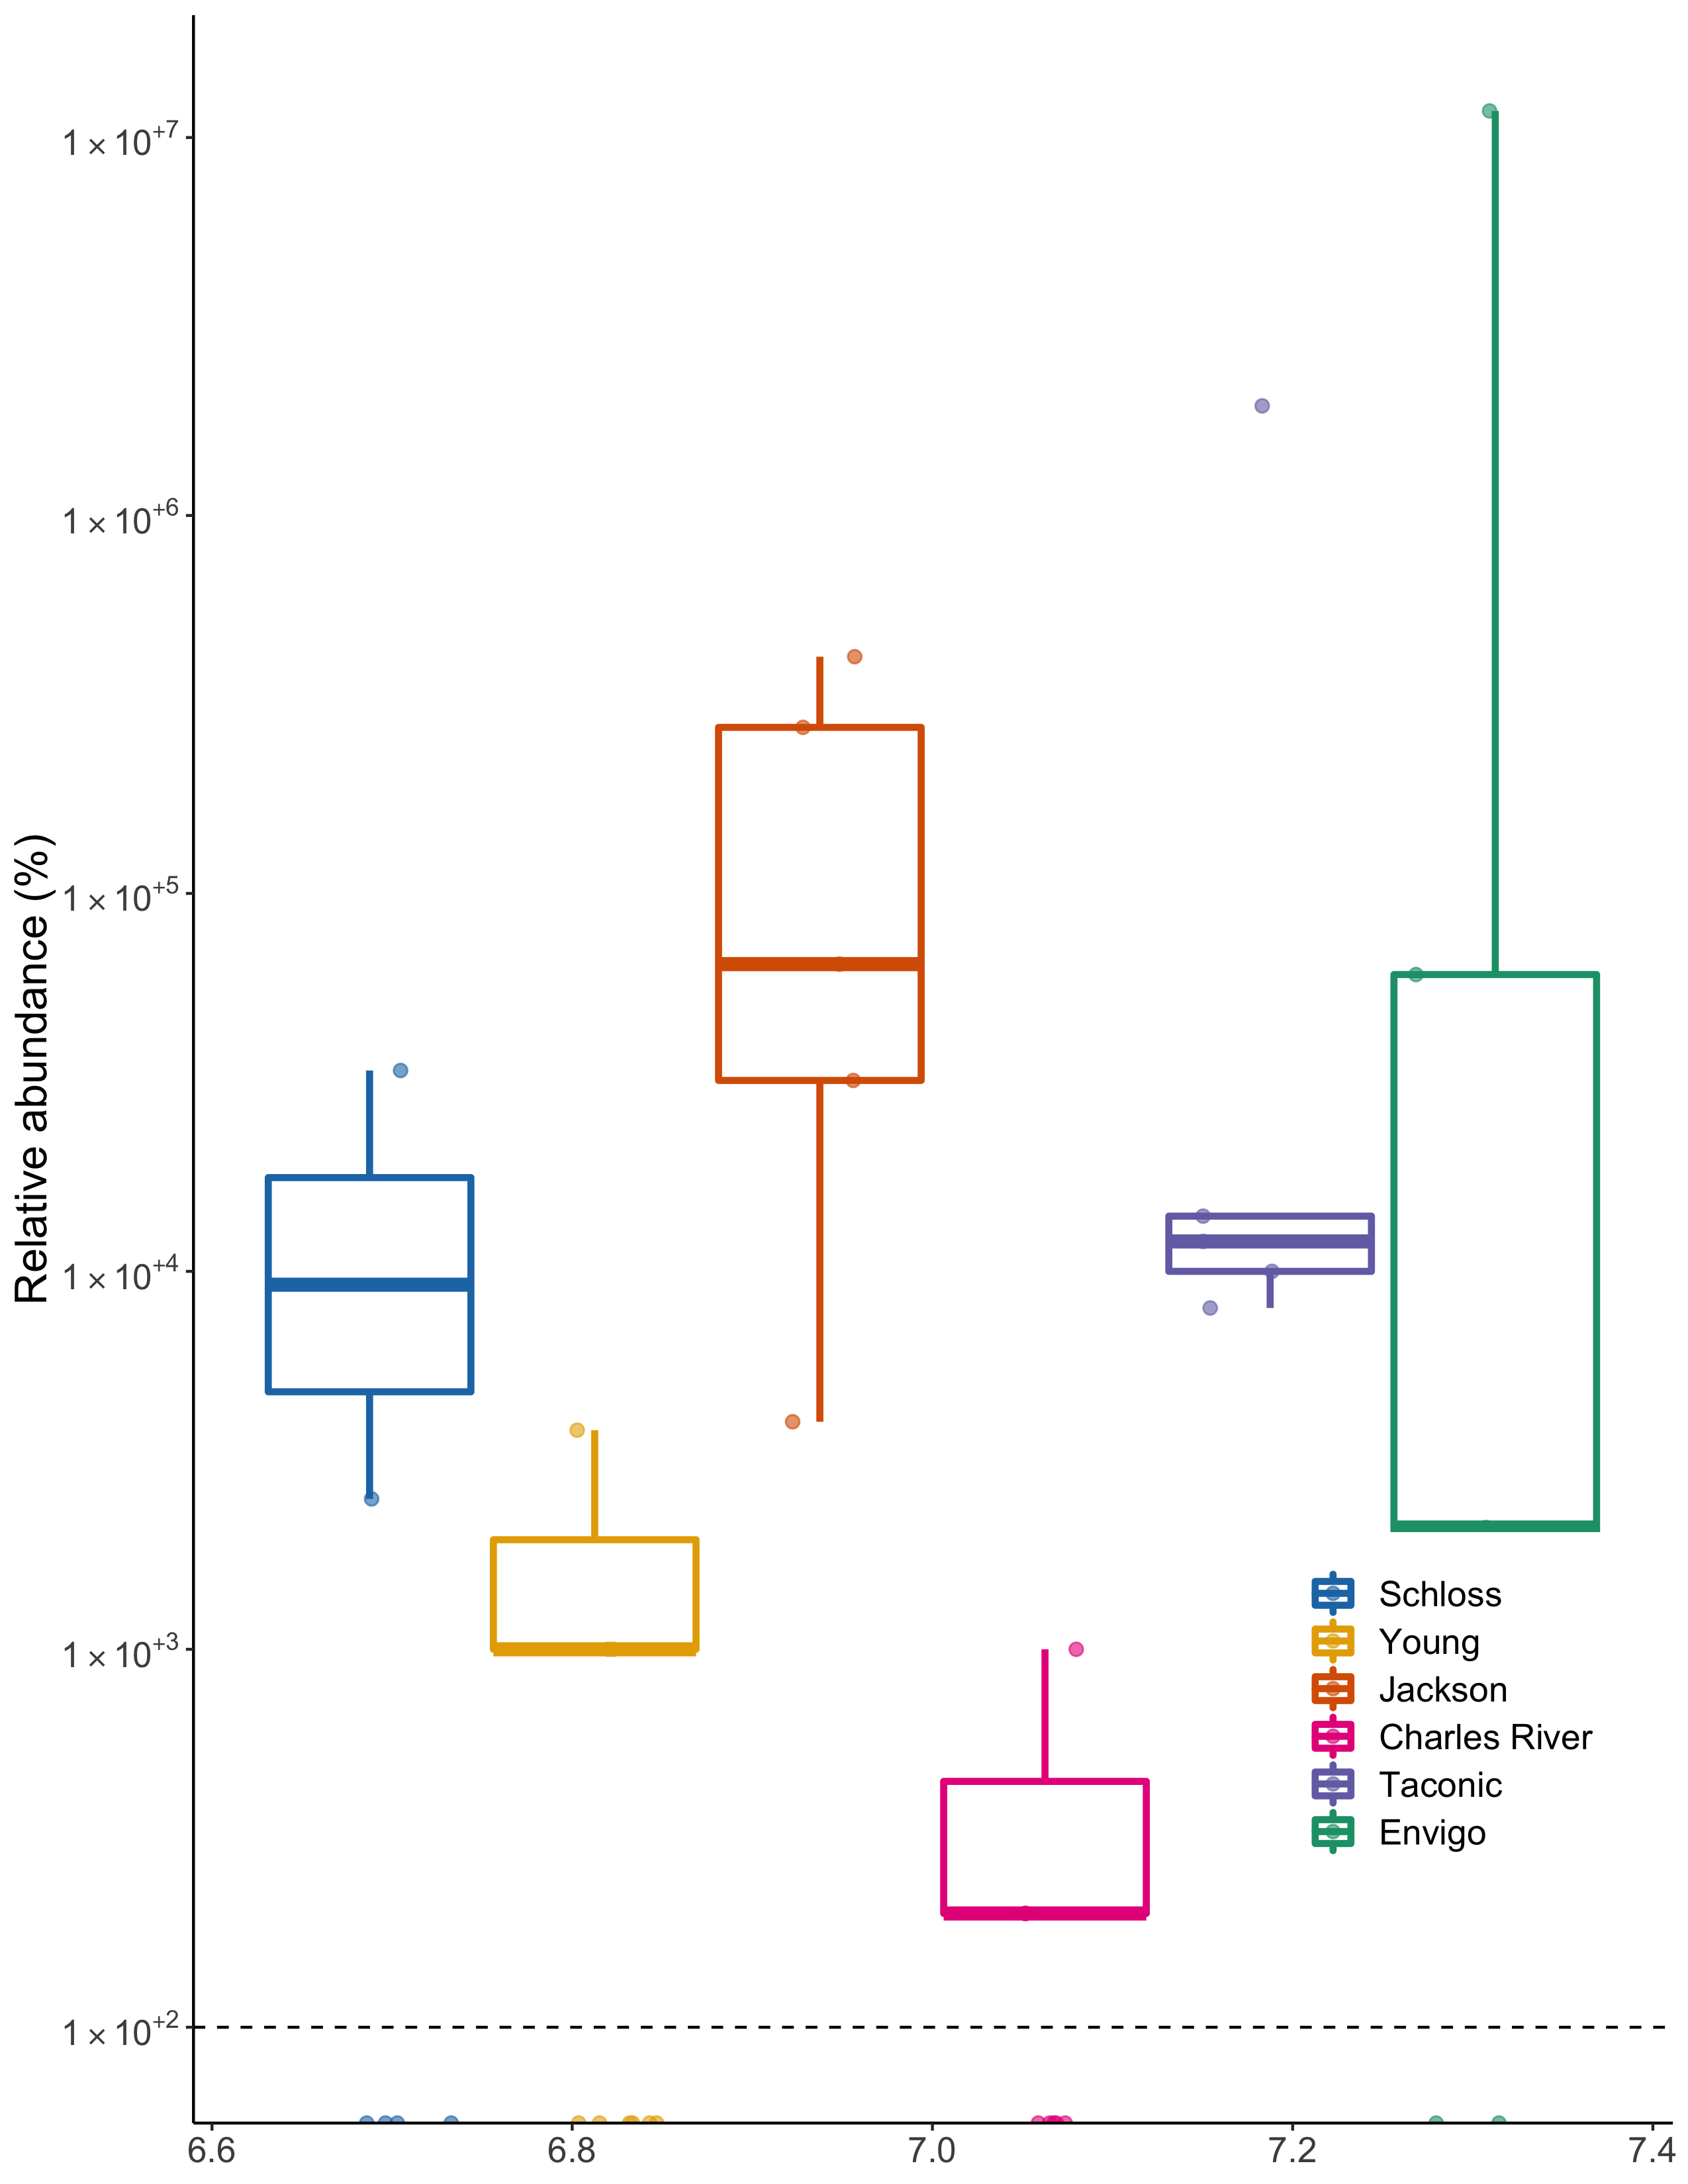 Relative abundance (%)
1 × 10⁺⁷
1 × 10⁺⁶
1 × 10⁺⁵
1 × 10⁺⁴
1 × 10⁺³
1 × 10⁺²
Schloss
Young
Jackson
Charles River
Taconic
Envigo
6.6 6.8 7.0 7.2 7.4